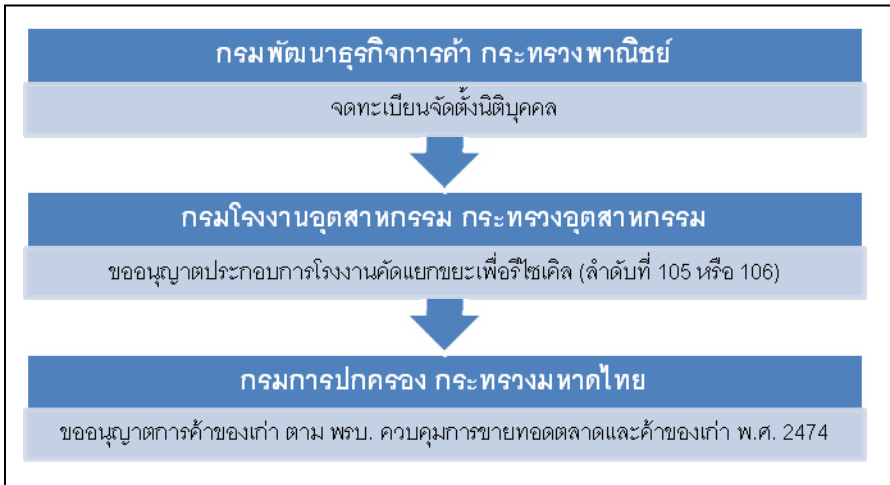 กรมพัฒนาธุรกิจการค้า กระทรวงพาณิชย์
จดทะเบียนจัดตั้งนิติบุคคล
กรมโรงงานอุตสาหกรรม กระทรวงอุตสาหกรรม
ขออนุญาตประกอบการโรงงานคัดแยกขยะเพื่อรีไซเคิล (ลำดับที่ 105 หรือ 106)
กรมการปกครอง กระทรวงมหาดไทย
ขออนุญาตการค้าของเก่า ตาม พรบ. ควบคุมการขายทอดตลาดและค้าของเก่า พ.ศ. 2474